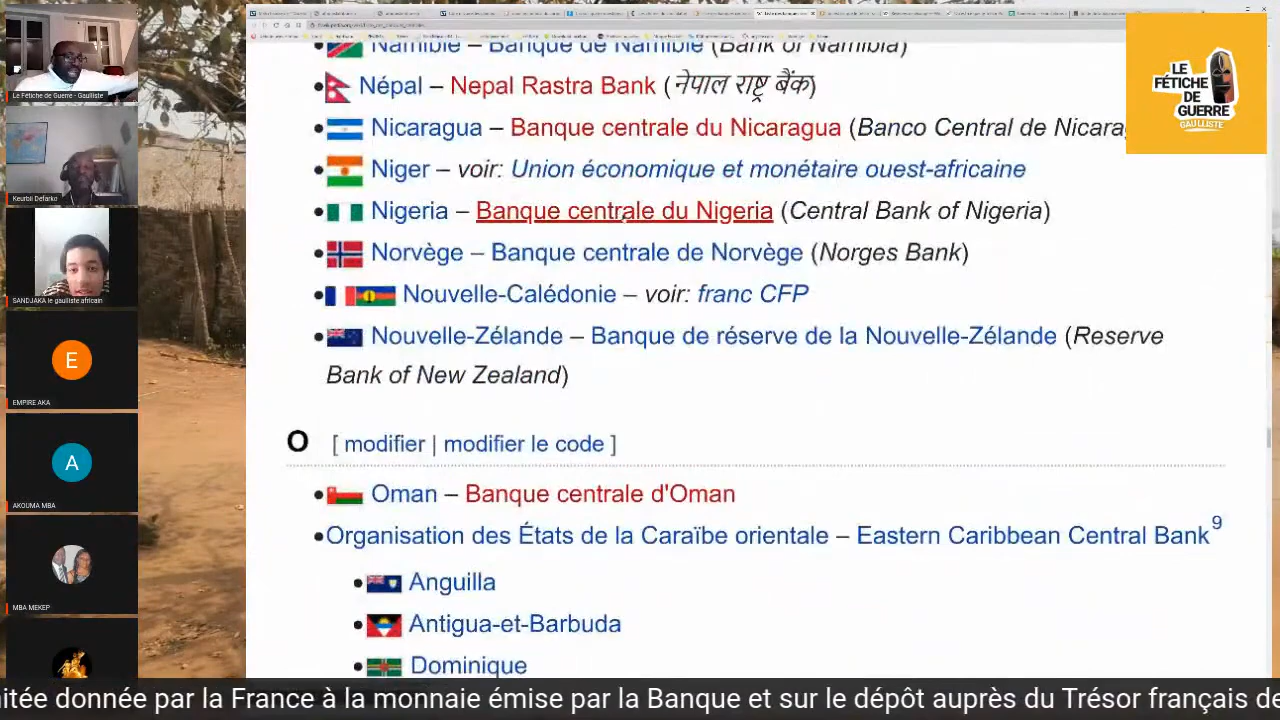 Le Fétiche de Guerre - Gaulliste
Keurbii Defarko
SANDJAKA le gaulliste africain
E
EMPIRE AKA
A
AKOUMA MBA
MBA MEKEP
Namibie – Banque de Namibie (Bank of Namibia)
Népal – Nepal Rastra Bank (नेपाल राष्ट्र बैंक)
Nicaragua – Banque centrale du Nicaragua (Banco Central de
Niger – voir: Union économique et monétaire ouest-africaine
Nigeria – Banque centrale du Nigeria (Central Bank of Nigeria)
Norvège – Banque centrale de Norvège (Norges Bank)
Nouvelle-Calédonie – voir: franc CFP
Nouvelle-Zélande – Banque de réserve de la Nouvelle-Zélande (Reserve
Bank of New Zealand)
O [ modifier | modifier le code ]
Oman – Banque centrale d'Oman
Organisation des États de la Caraïbe orientale – Eastern Caribbean Central Bank9
Anguilla
Antigua-et-Barbuda
Dominique
LE
FÉTICHE
DE
GUERRE
GAULLISTE
donnée par la France à la monnaie émise par la Banque et sur le dépôt auprès du Trésor français